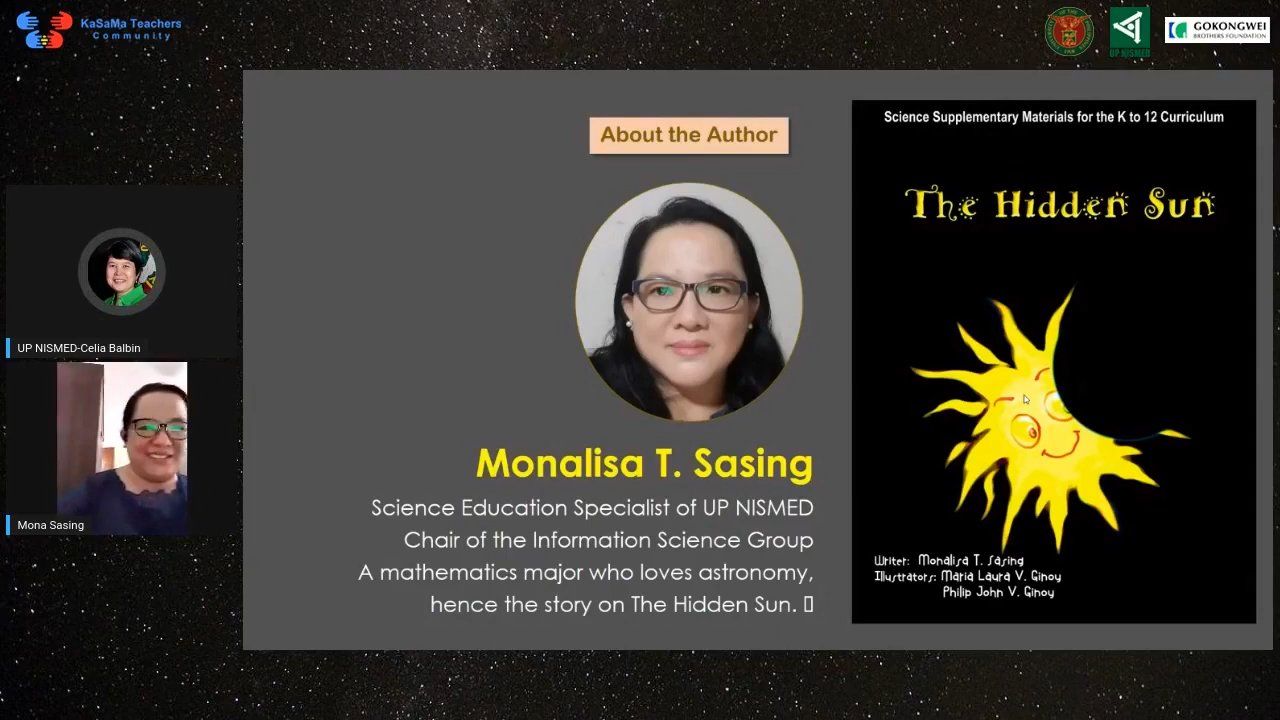 KaSaMa Teachers
Community
UP NISMED
GOKONGWEI
BROTHERS FOUNDATION
About the Author
Monalisa T. Sasing
Science Education Specialist of UP NISMED
Chair of the Information Science Group
A mathematics major who loves astronomy,
hence the story on The Hidden Sun.
Science Supplementary Materials for the K to 12 Curriculum
The Hidden Sun
Writer: Monalisa T. Sasing
Illustrators: Maria Laura V. Ginoy
Philip John V. Ginoy
UP NISMED-Celia Balbin
Mona Sasing